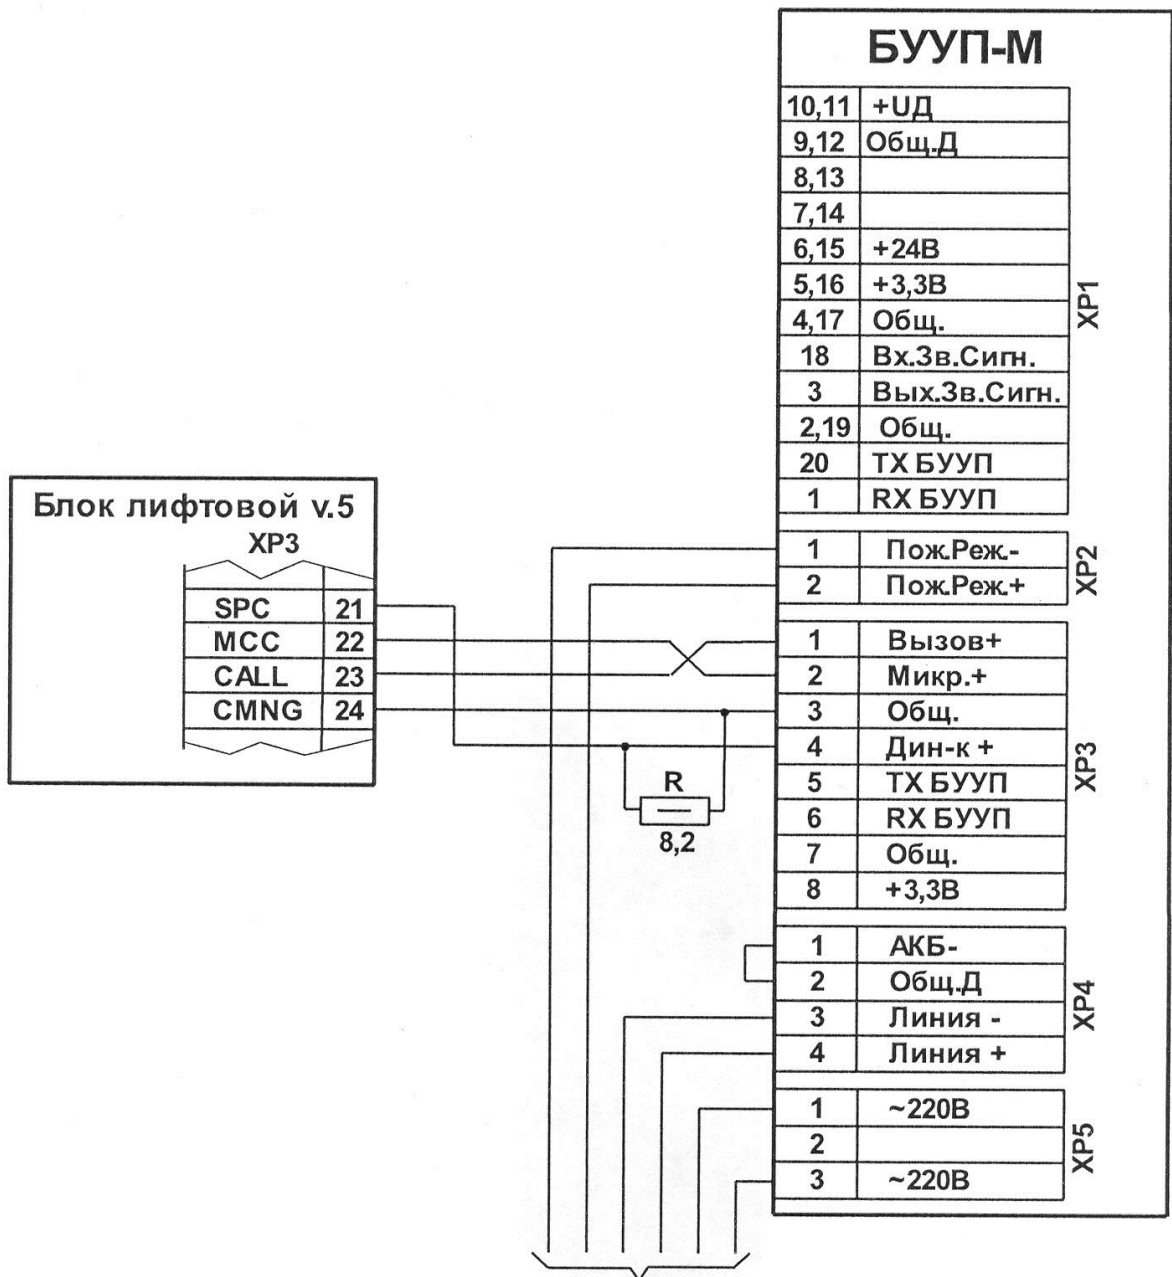 БУУП-М
10,11 +UД
9,12 Общ.Д
8,13
7,14
6,15 +24В
5,16 +3,3В
4,17 Общ.
18 Вх.Зв.Сигн.
3 Вых.Зв.Сигн.
2,19 Общ.
20 TX БУУП
1 RX БУУП
XP1
Блок лифтовой v.5
XP3
SPC 21
MCC 22
CALL 23
CMNG 24
1 Пож.Реж.-
2 Пож.Реж.+
XP2
1 Вызов+
2 Микр.+
3 Общ.
4 Дин-к +
5 TX БУУП
6 RX БУУП
7 Общ.
8 +3,3В
XP3
R
8,2
1 АКБ-
2 Общ.Д
3 Линия -
4 Линия +
XP4
1 ~220В
2
3 ~220В
XP5